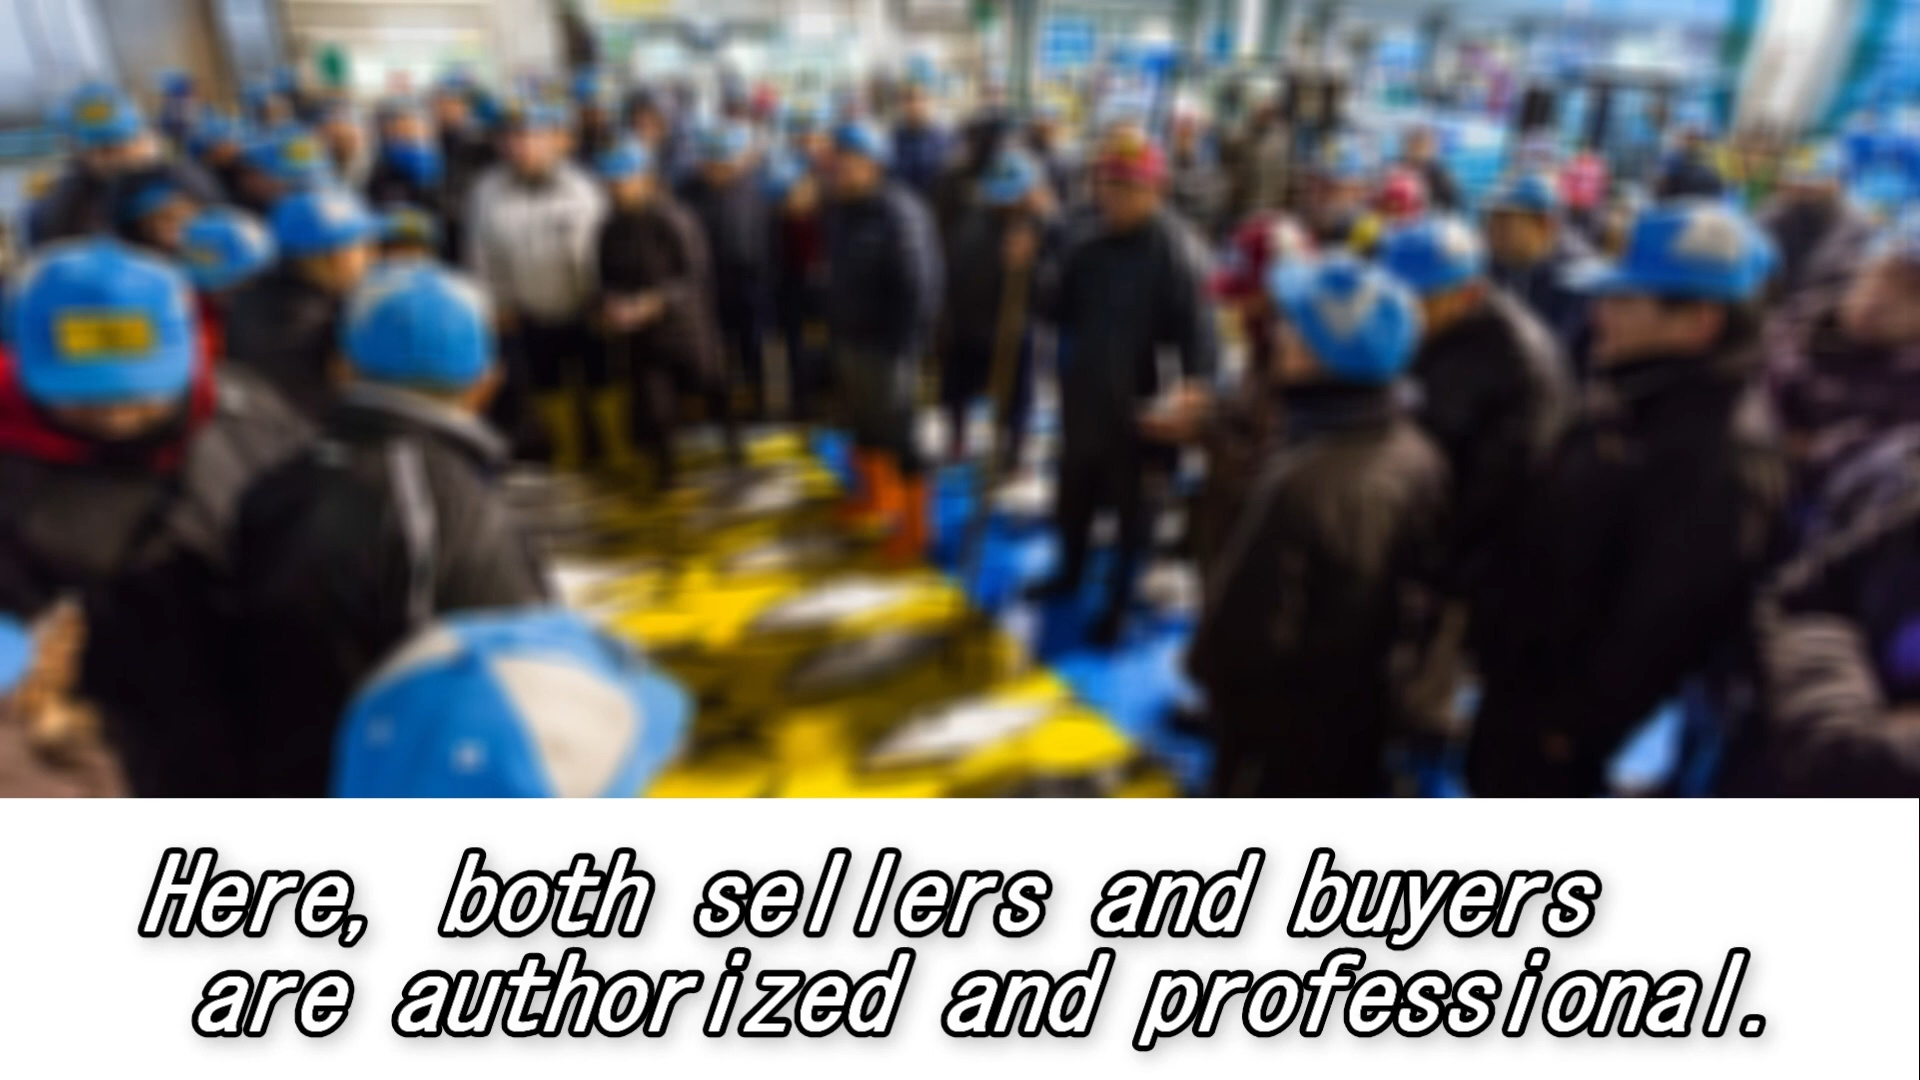 Here, both sellers and buyers
are authorized and professional.